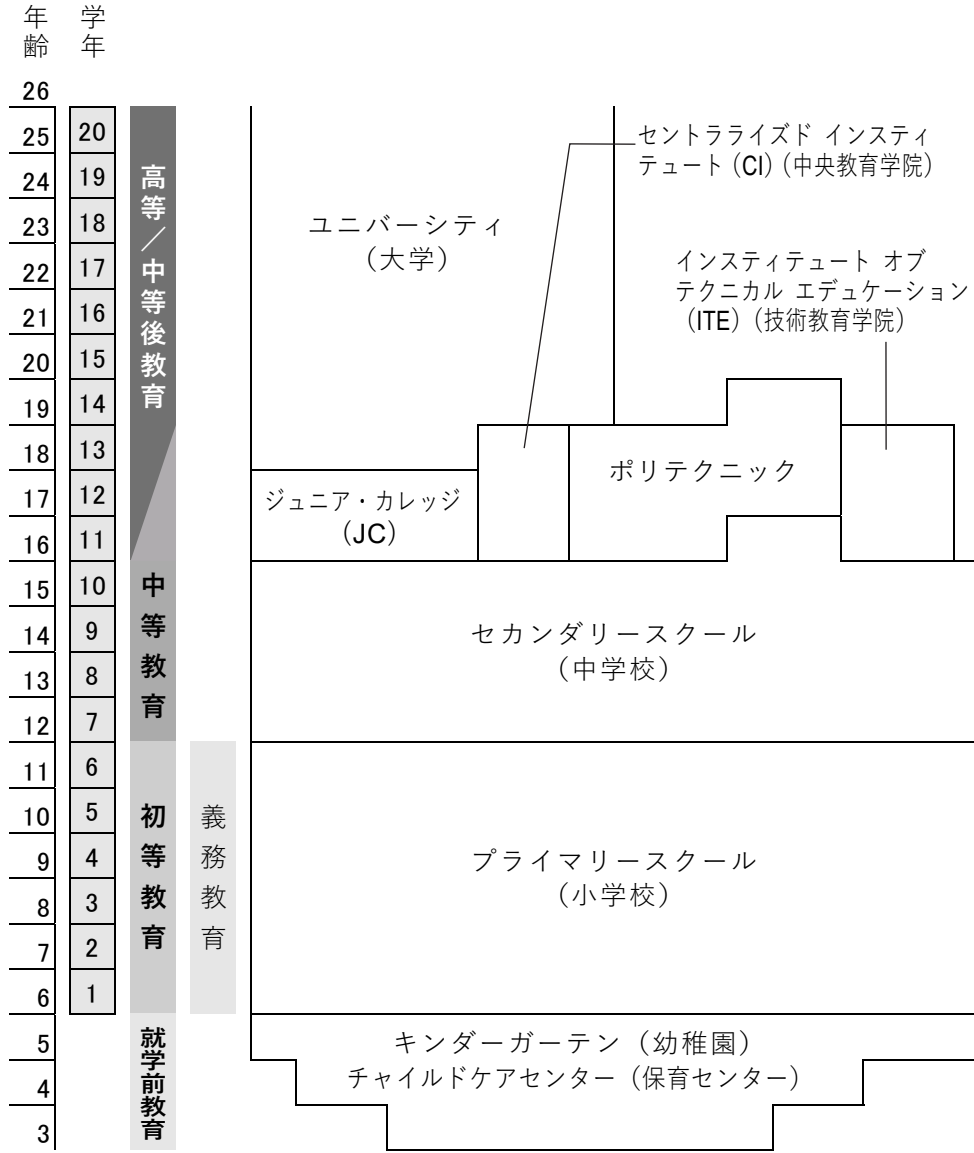 年齢
学年
26
25
20
24
19
23
18
22
17
21
16
20
15
19
14
18
13
17
12
16
11
15
10
14
9
13
8
12
7
11
6
10
5
9
4
8
3
7
2
6
1
5
4
3
高等／中等後教育
中等教育
初等教育
就学前教育
義務教育
ユニバーシティ
（大学）
セントラライズド インスティ
テュート（CI）（中央教育学院）
インスティテュート オブ
テクニカル エデュケーション
（ITE）（技術教育学院）
ポリテクニック
ジュニア・カレッジ
（JC）
セカンダリースクール
（中学校）
プライマリースクール
（小学校）
キンダーガーテン（幼稚園）
チャイルドケアセンター（保育センター）